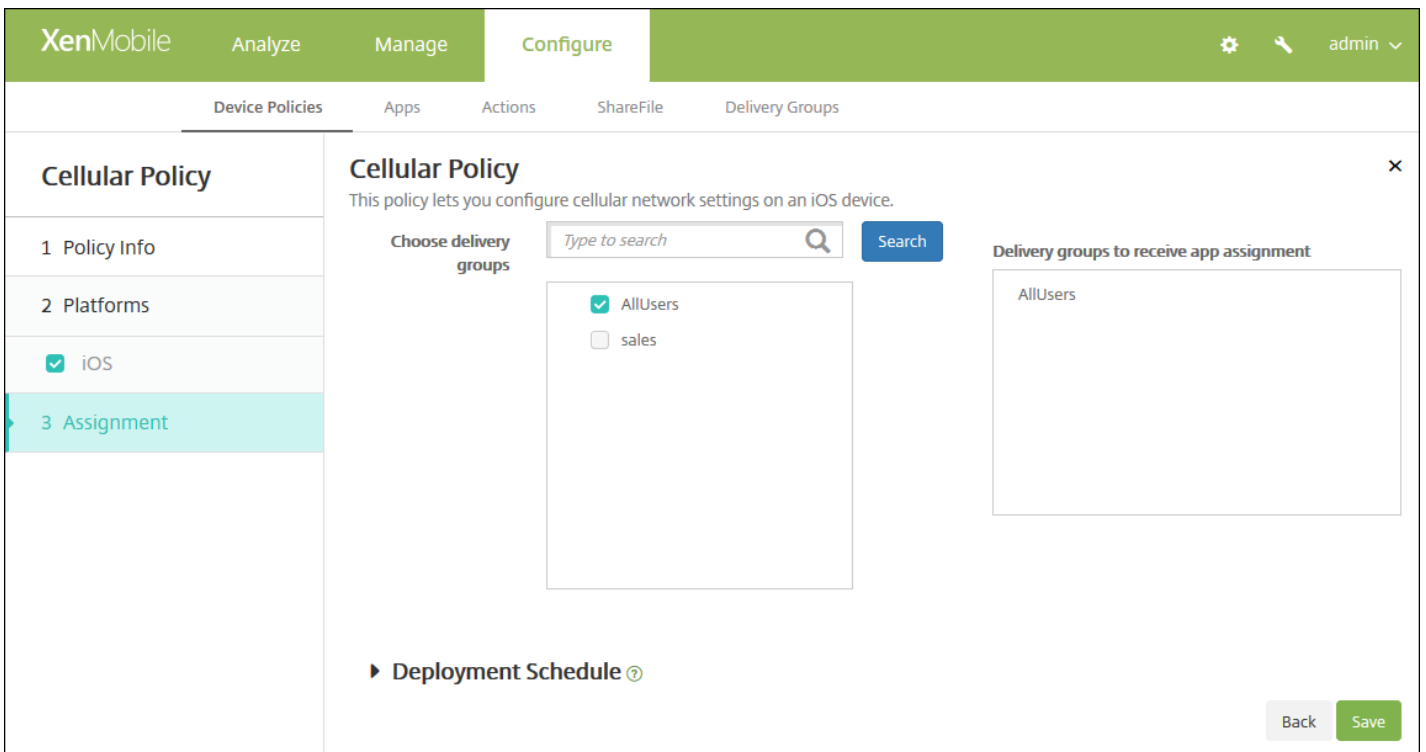 XenMobile Analyze Manage Configure admin
Device Policies Apps Actions ShareFile Delivery Groups
Cellular Policy
1 Policy Info
2 Platforms
iOS
3 Assignment
Cellular Policy
This policy lets you configure cellular network settings on an iOS device.
Choose delivery
groups
Type to search
Search
AllUsers
sales
Delivery groups to receive app assignment
AllUsers
Deployment Schedule ?
Back Save